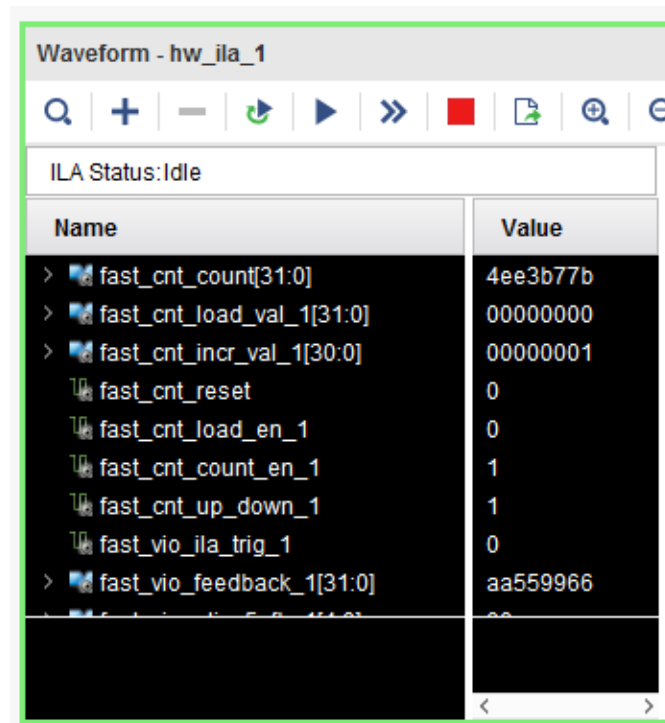 Waveform - hw_ila_1
ILA Status:Idle
Name Value
fast_cnt_count[31:0] 4ee3b77b
fast_cnt_load_val_1[31:0] 00000000
fast_cnt_incr_val_1[30:0] 00000001
fast_cnt_reset 0
fast_cnt_load_en_1 0
fast_cnt_count_en_1 1
fast_cnt_up_down_1 1
fast_vio_ila_trig_1 0
fast_vio_feedback_1[31:0] aa559966